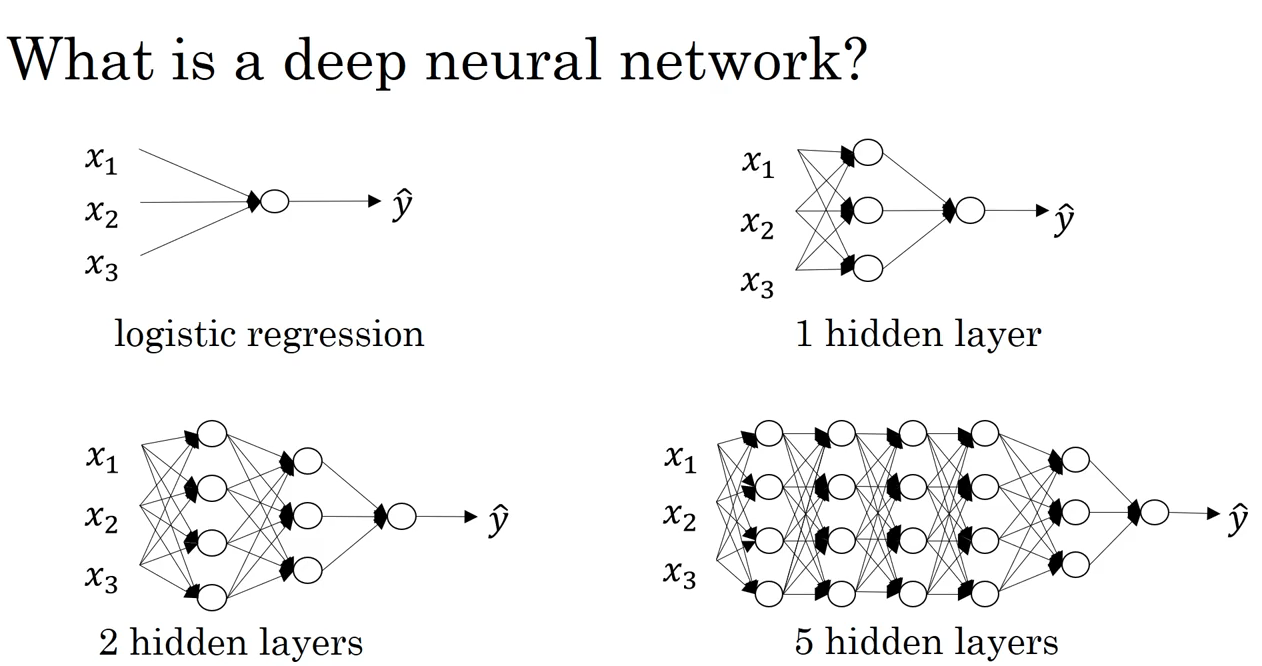 What is a deep neural network?
x₁
x₂
x₃
ŷ
logistic regression
x₁
x₂
x₃
ŷ
1 hidden layer
x₁
x₂
x₃
ŷ
2 hidden layers
x₁
x₂
x₃
ŷ
5 hidden layers